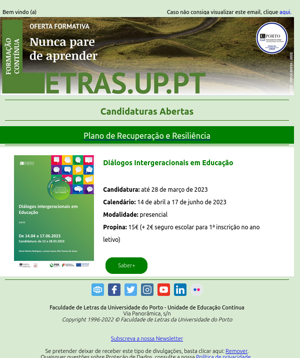 Bem vindo (a)
Caso não consiga visualizar este email, clique aqui.
FORMAÇÃO CONTÍNUA
OFERTA FORMATIVA
Nunca pare
de aprender
U.PORTO
LETRAS.UP.PT
Candidaturas Abertas
Plano de Recuperação e Resiliência
Diálogos intergeracionais em
Educação
De 14.04 a 17.06.2023
Diálogos Intergeracionais em Educação
Candidatura: até 28 de março de 2023
Calendário: 14 de abril a 17 de junho de 2023
Modalidade: presencial
Propina: 15€ (+ 2€ seguro escolar para 1ª inscrição no ano
letivo)
Saber+
Faculdade de Letras da Universidade do Porto - Unidade de Educação Contínua
Via Panorâmica, s/n
Copyright 1996-2022 © Faculdade de Letras da Universidade do Porto
Subscreva a nossa Newsletter
Se pretender deixar de receber este tipo de divulgações, basta clicar aqui: Remover.
Quaisquer questões sobre Proteção de Dados, consulte a nossa Política de privacidade